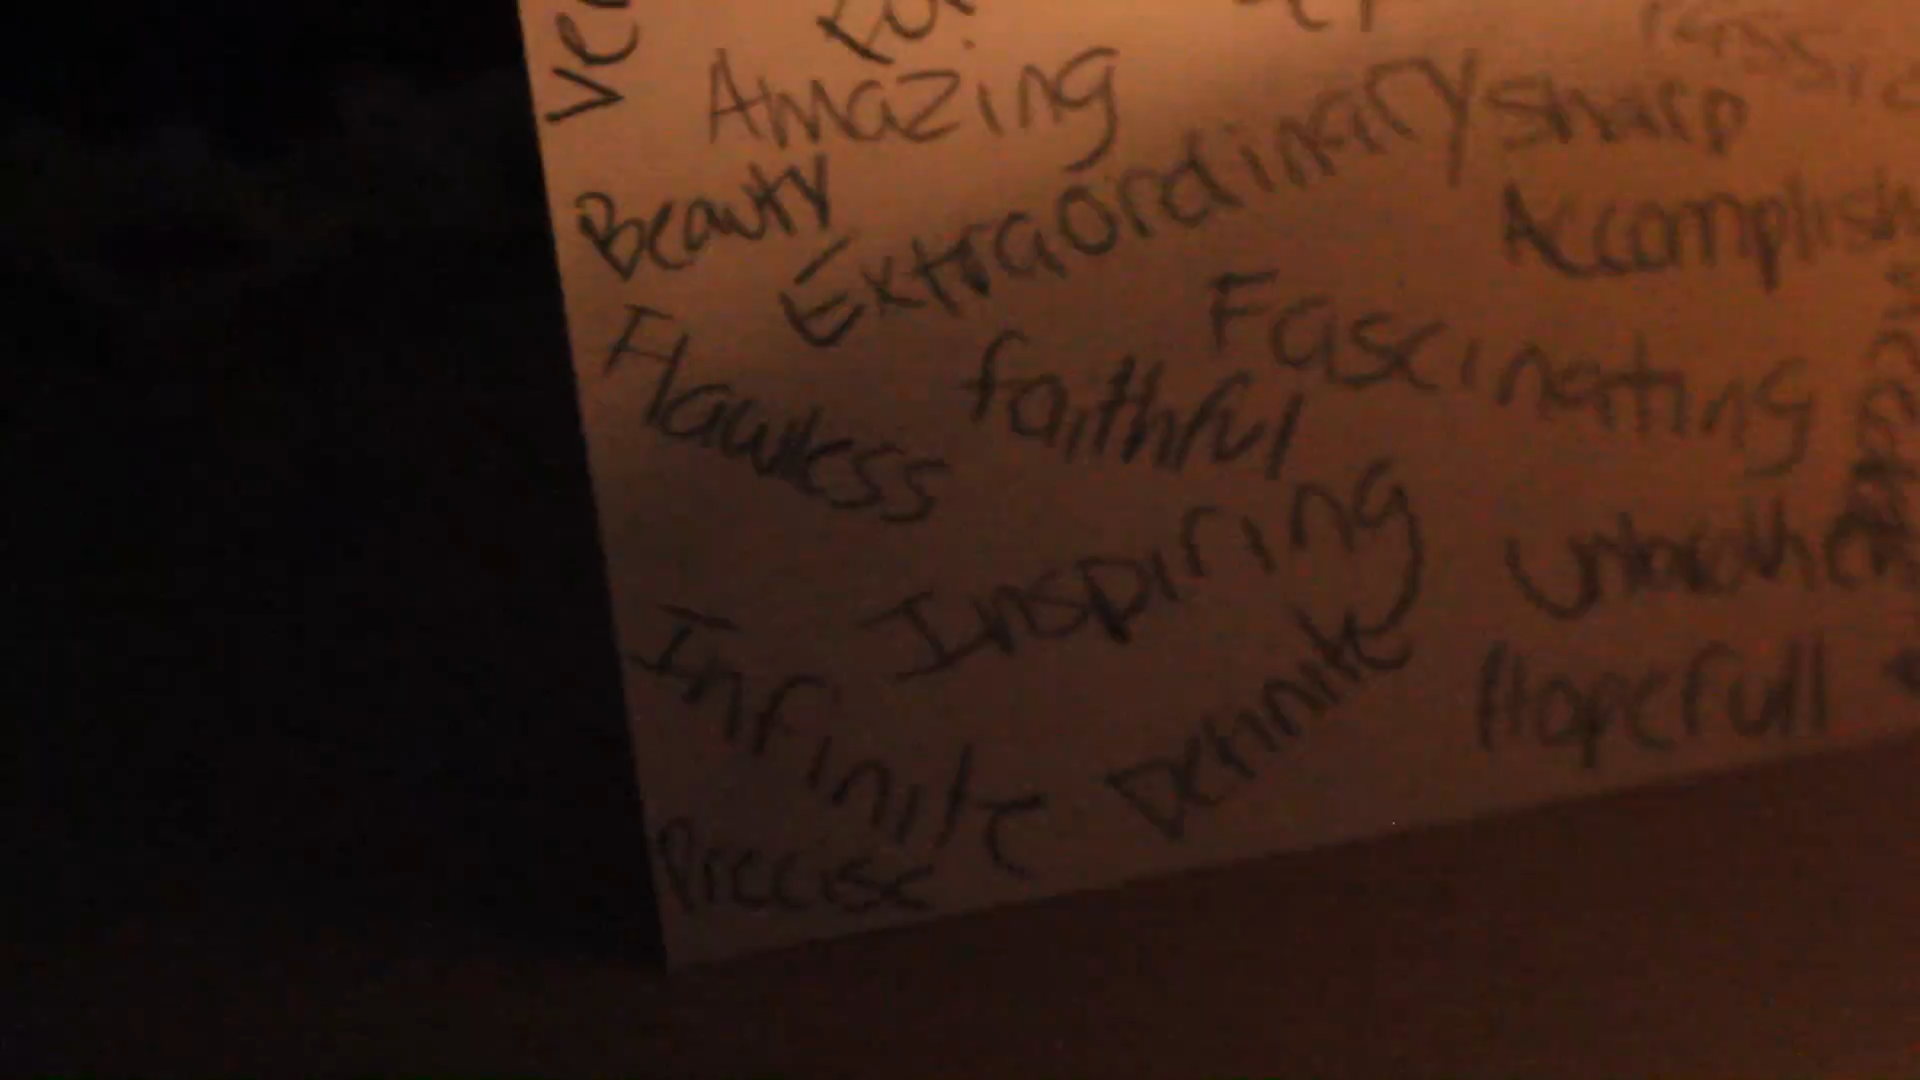 Amazing
sharp
Beauty
Extraordinary
Accomplish
Flawless
faithful
Fascinating
Inspiring
Infinite
Definite
Hopefull
Precise